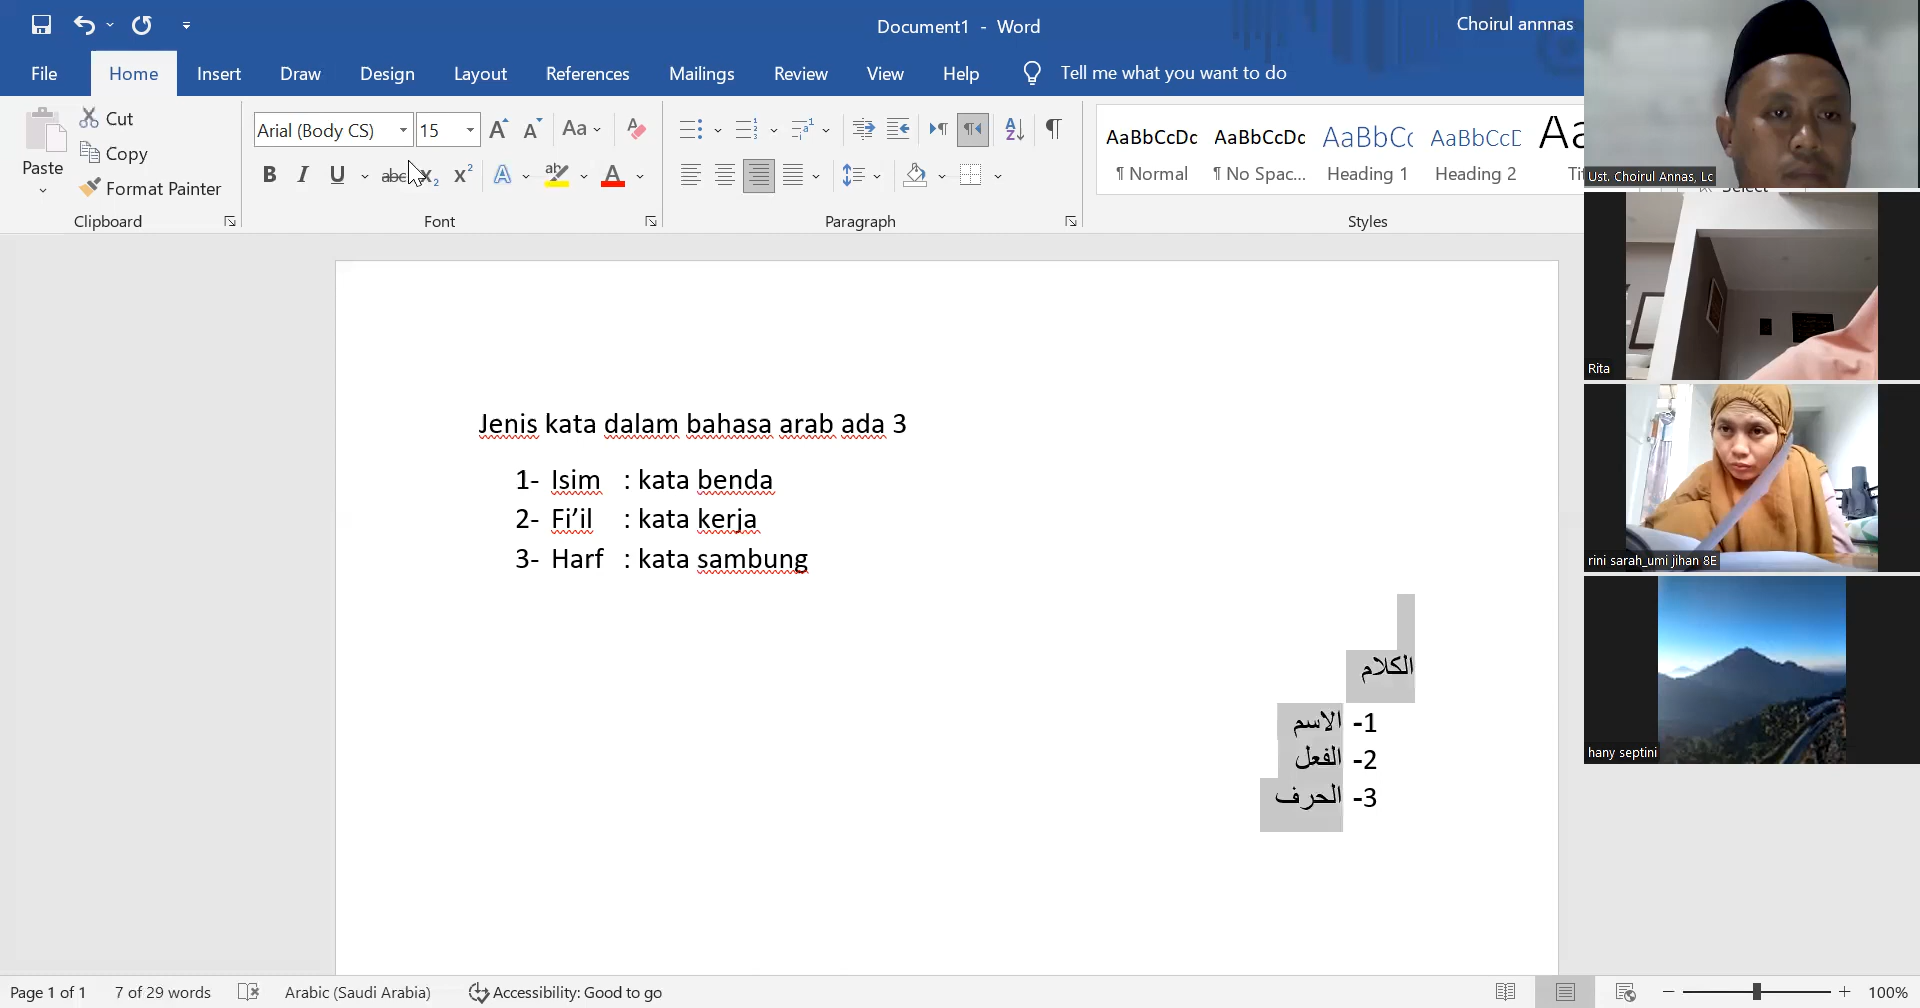 Document1 - Word
Choirul annnas
File
Home
Insert
Draw
Design
Layout
References
Mailings
Review
View
Help
Tell me what you want to do
Paste
Cut
Copy
Format Painter
Clipboard
Arial (Body CS)
15
Font
Paragraph
AaBbCcDc
¶ Normal
AaBbCcDc
¶ No Spac...
AaBbCc
Heading 1
AaBbCcD
Heading 2
Styles
Select
Ust. Choirul Annas, Lc
Rita
rini sarah_umi jihan 8E
hany septini
Jenis kata dalam bahasa arab ada 3
1- Isim : kata benda
2- Fi’il : kata kerja
3- Harf : kata sambung
الكلام
1- الاسم
2- الفعل
3- الحرف
Page 1 of 1
7 of 29 words
Arabic (Saudi Arabia)
Accessibility: Good to go
100%